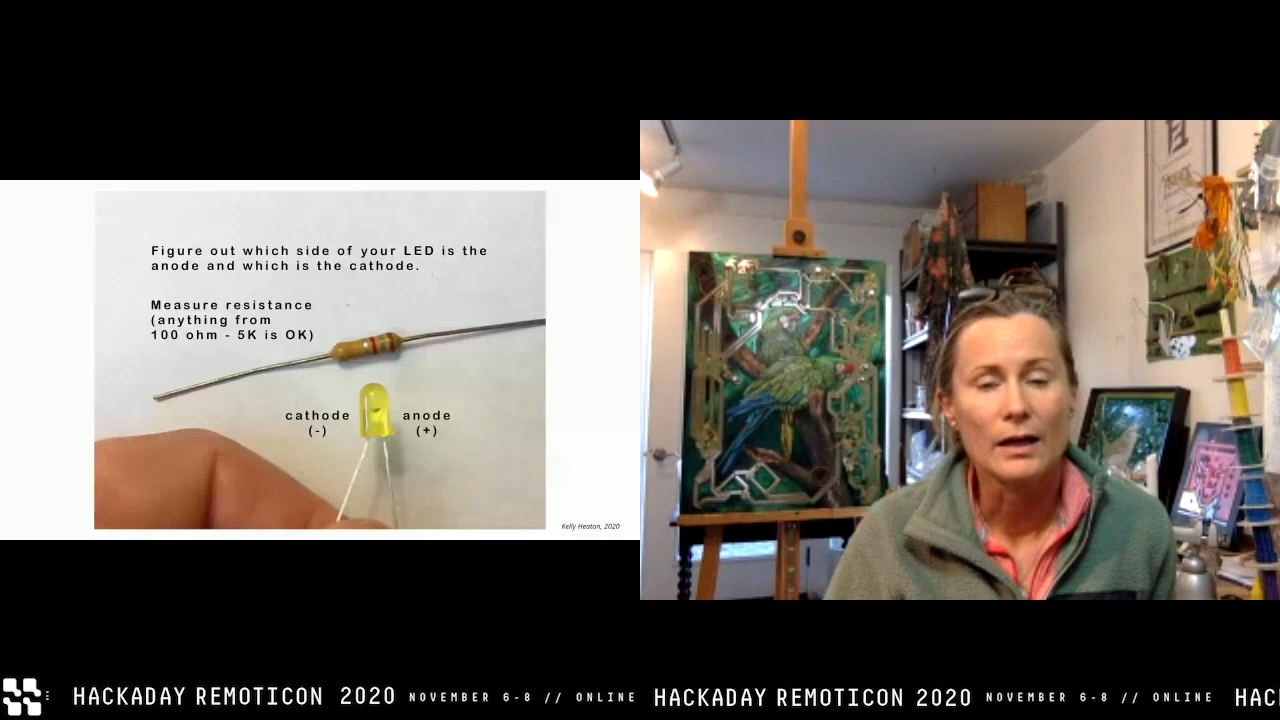 Figure out which side of your LED is the
anode and which is the cathode.
Measure resistance
(anything from
100 ohm - 5K is OK)
cathode
(-)
anode
(+)
Kelly Heaton, 2020
HACKADAY REMOTICON 2020 NOVEMBER 6-8 // ONLINE HACKADAY REMOTICON 2020 NOVEMBER 6-8 // ONLINE HAC